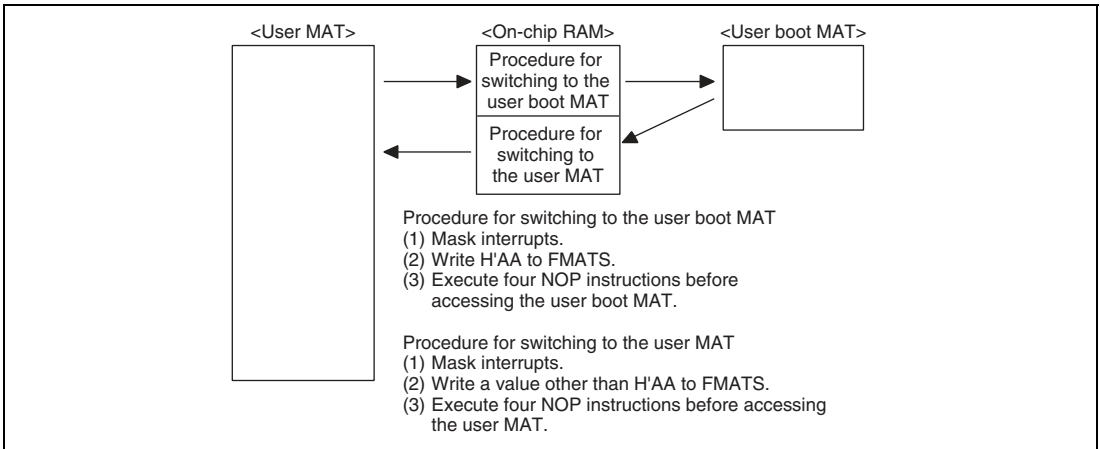 <User MAT>
<On-chip RAM>
<User boot MAT>
Procedure for
switching to the
user boot MAT
Procedure for
switching to
the user MAT
Procedure for switching to the user boot MAT
(1) Mask interrupts.
(2) Write H'AA to FMATS.
(3) Execute four NOP instructions before
accessing the user boot MAT.
Procedure for switching to the user MAT
(1) Mask interrupts.
(2) Write a value other than H'AA to FMATS.
(3) Execute four NOP instructions before accessing
the user MAT.